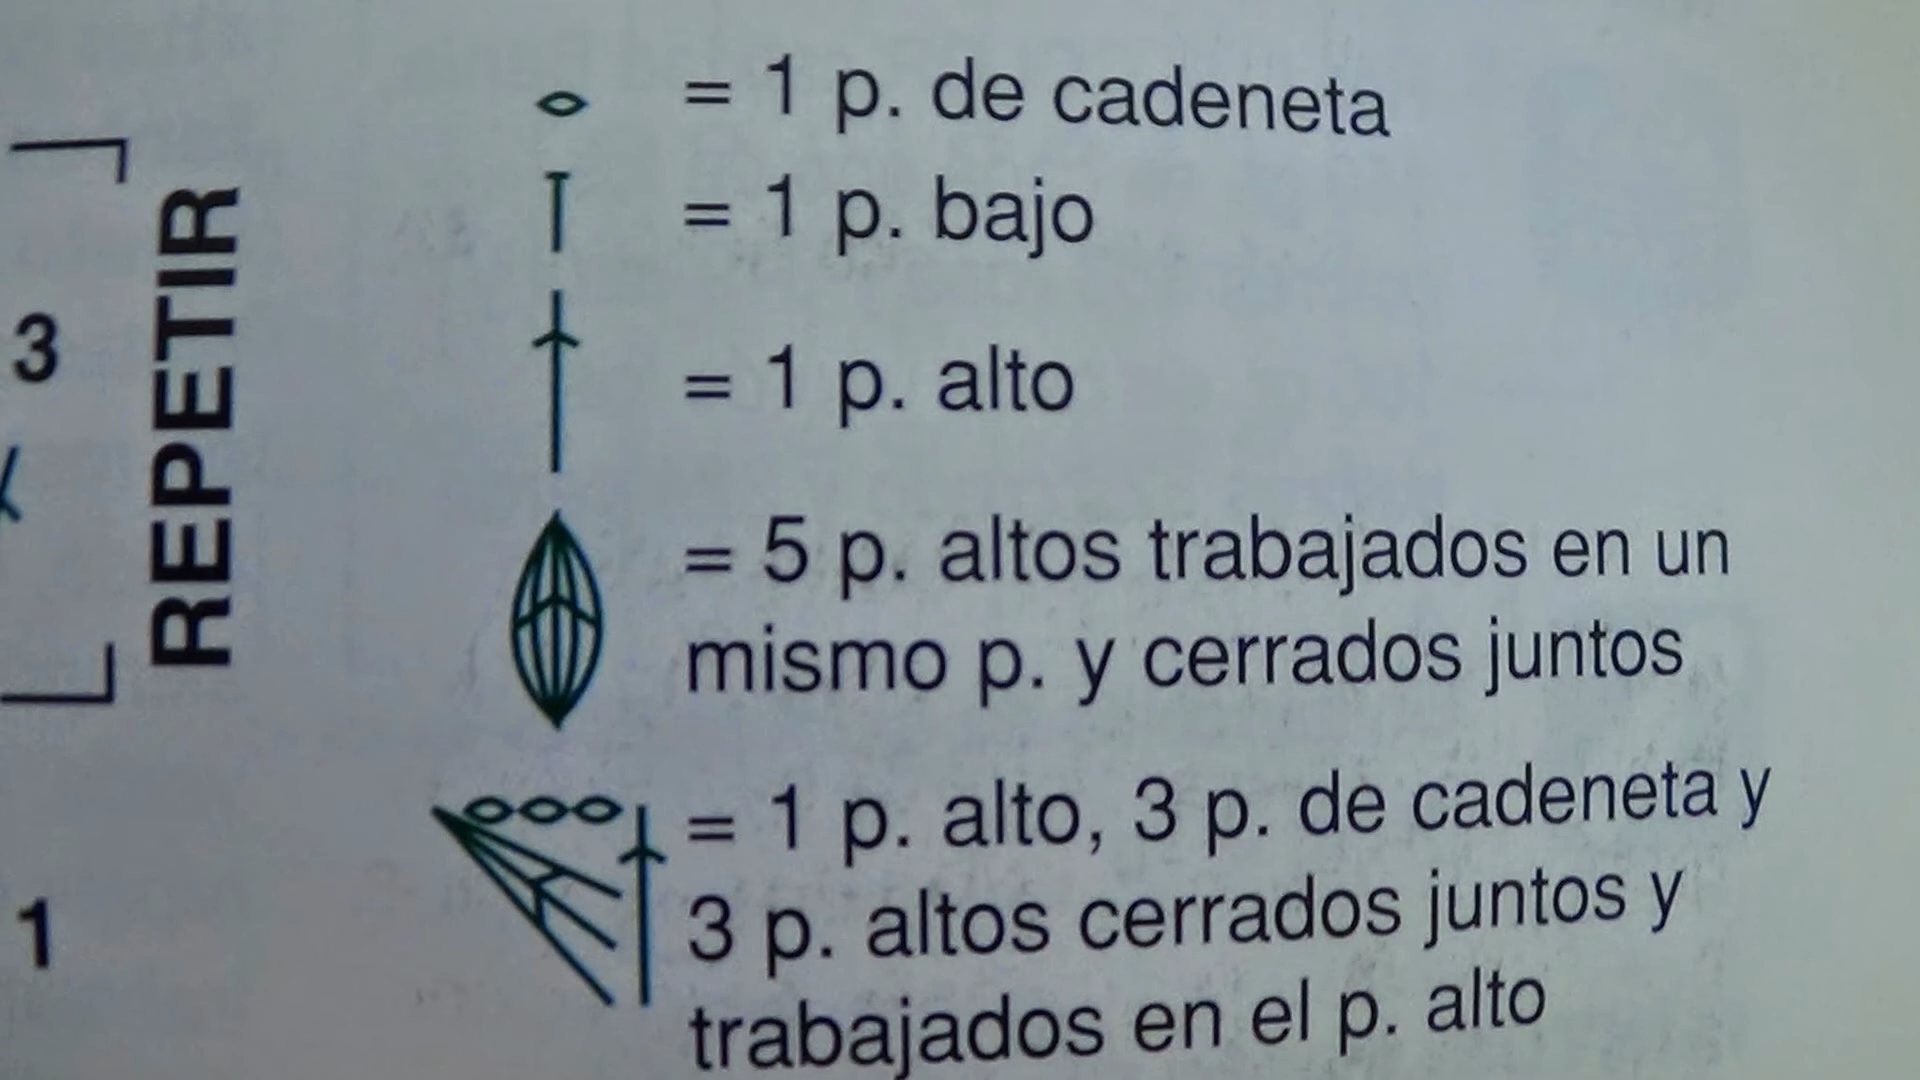 = 1 p. de cadeneta
= 1 p. bajo
= 1 p. alto
= 5 p. altos trabajados en un
mismo p. y cerrados juntos
= 1 p. alto, 3 p. de cadeneta y
3 p. altos cerrados juntos y
trabajados en el p. alto
REPETIR
3
1